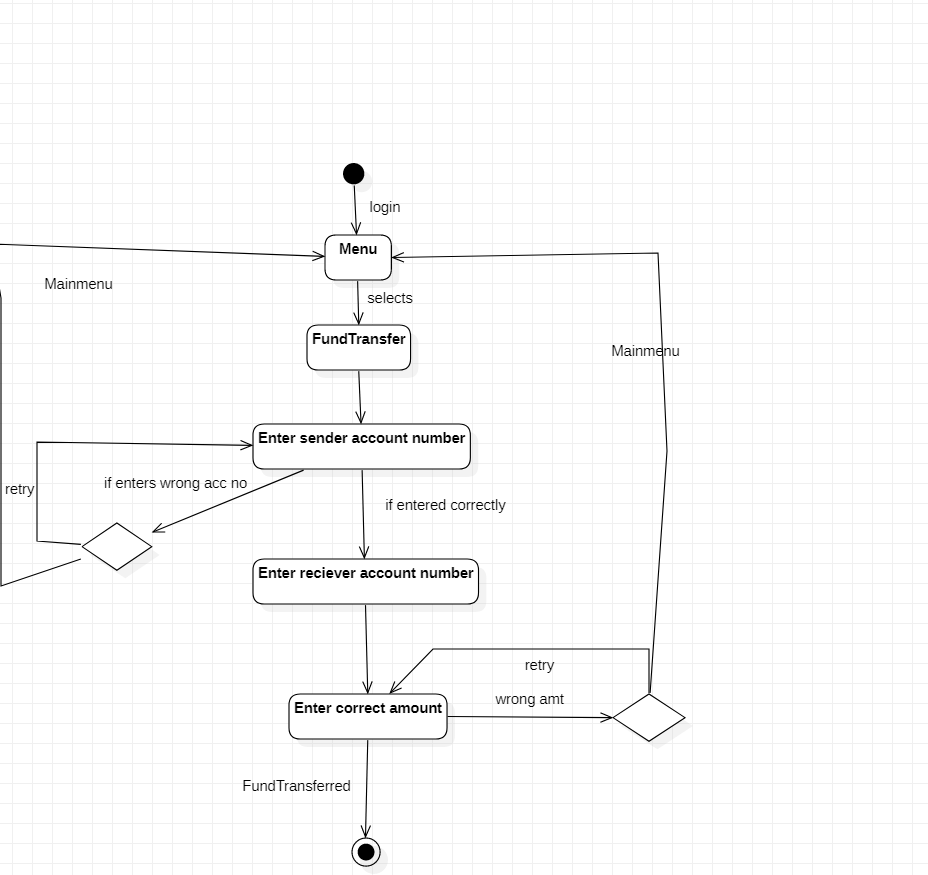 login
Menu
Mainmenu
selects
FundTransfer
Mainmenu
Enter sender account number
if enters wrong acc no
retry
if entered correctly
Enter reciever account number
retry
wrong amt
Enter correct amount
FundTransferred